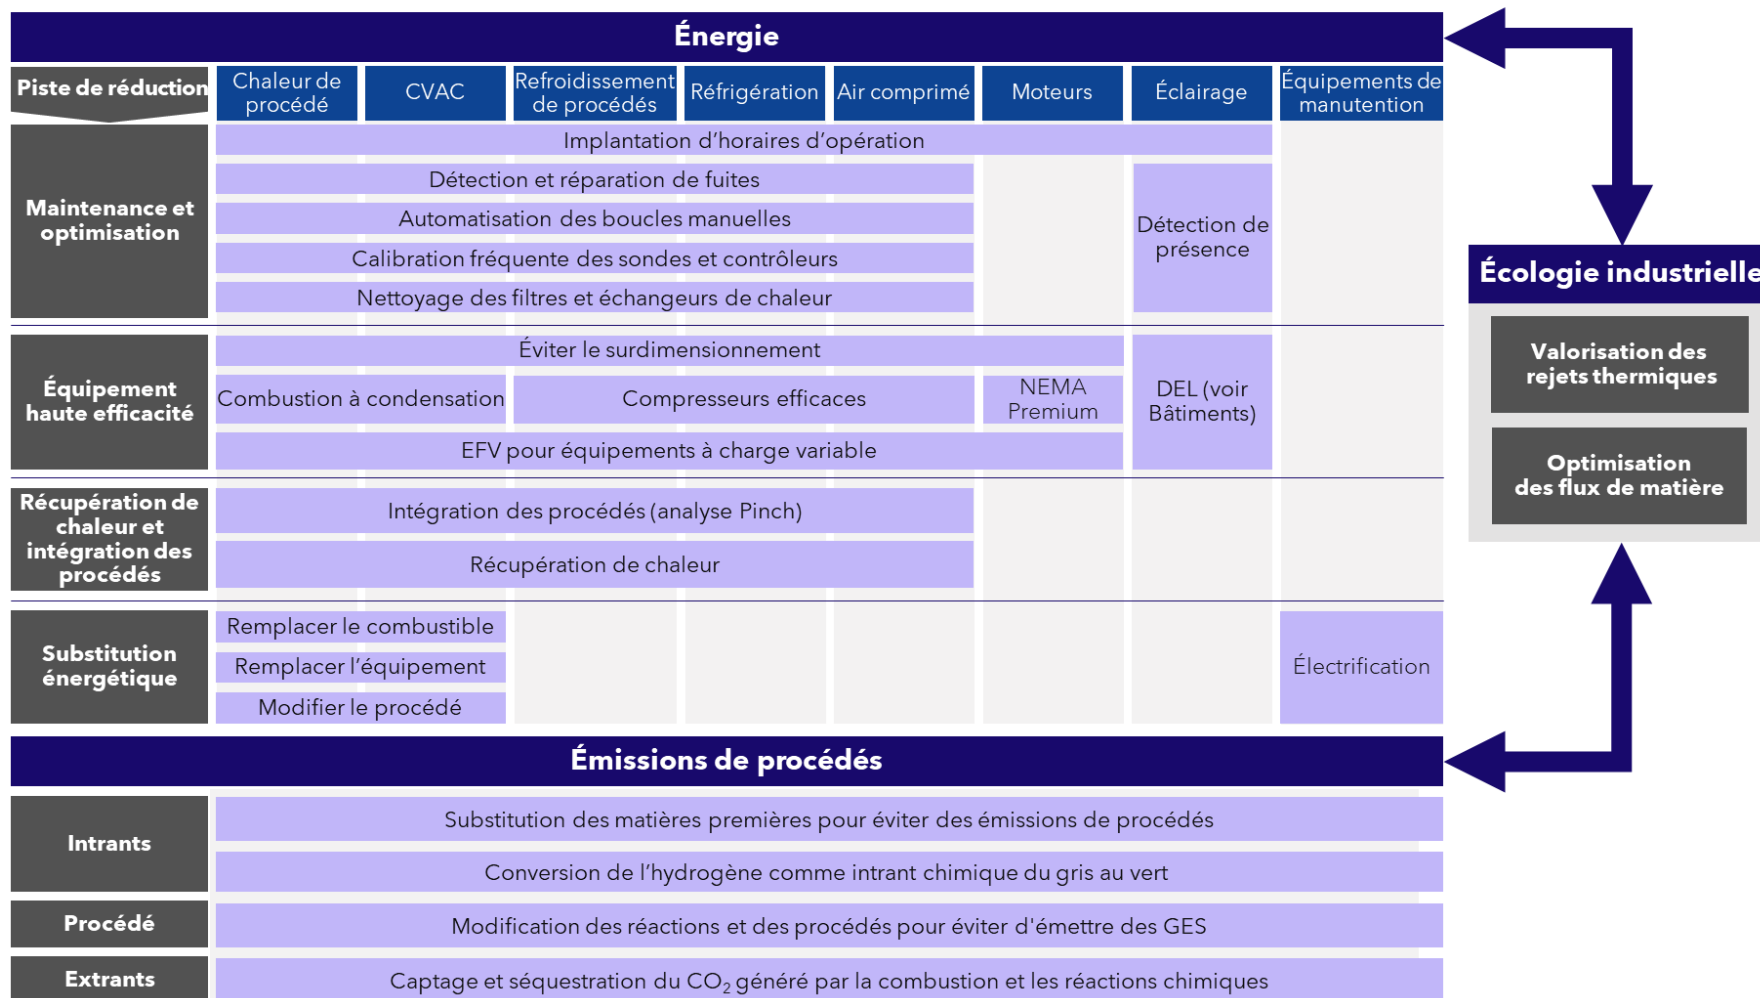 Énergie
Piste de réduction
Chaleur de
procédé
CVAC
Refroidissement
de procédés
Réfrigération
Air comprimé
Moteurs
Éclairage
Équipements de
manutention
Maintenance et
optimisation
Implantation d’horaires d’opération
Détection et réparation de fuites
Automatisation des boucles manuelles
Calibration fréquente des sondes et contrôleurs
Nettoyage des filtres et échangeurs de chaleur
Détection de
présence
Équipement
haute efficacité
Éviter le surdimensionnement
Combustion à condensation
Compresseurs efficaces
NEMA
Premium
DEL (voir
Bâtiments)
EFV pour équipements à charge variable
Récupération de
chaleur et
intégration des
procédés
Intégration des procédés (analyse Pinch)
Récupération de chaleur
Substitution
énergétique
Remplacer le combustible
Remplacer l’équipement
Modifier le procédé
Électrification
Émissions de procédés
Intrants
Substitution des matières premières pour éviter des émissions de procédés
Conversion de l’hydrogène comme intrant chimique du gris au vert
Procédé
Modification des réactions et des procédés pour éviter d'émettre des GES
Extrants
Captage et séquestration du CO₂ généré par la combustion et les réactions chimiques
Écologie industrielle
Valorisation des
rejets thermiques
Optimisation
des flux de matière